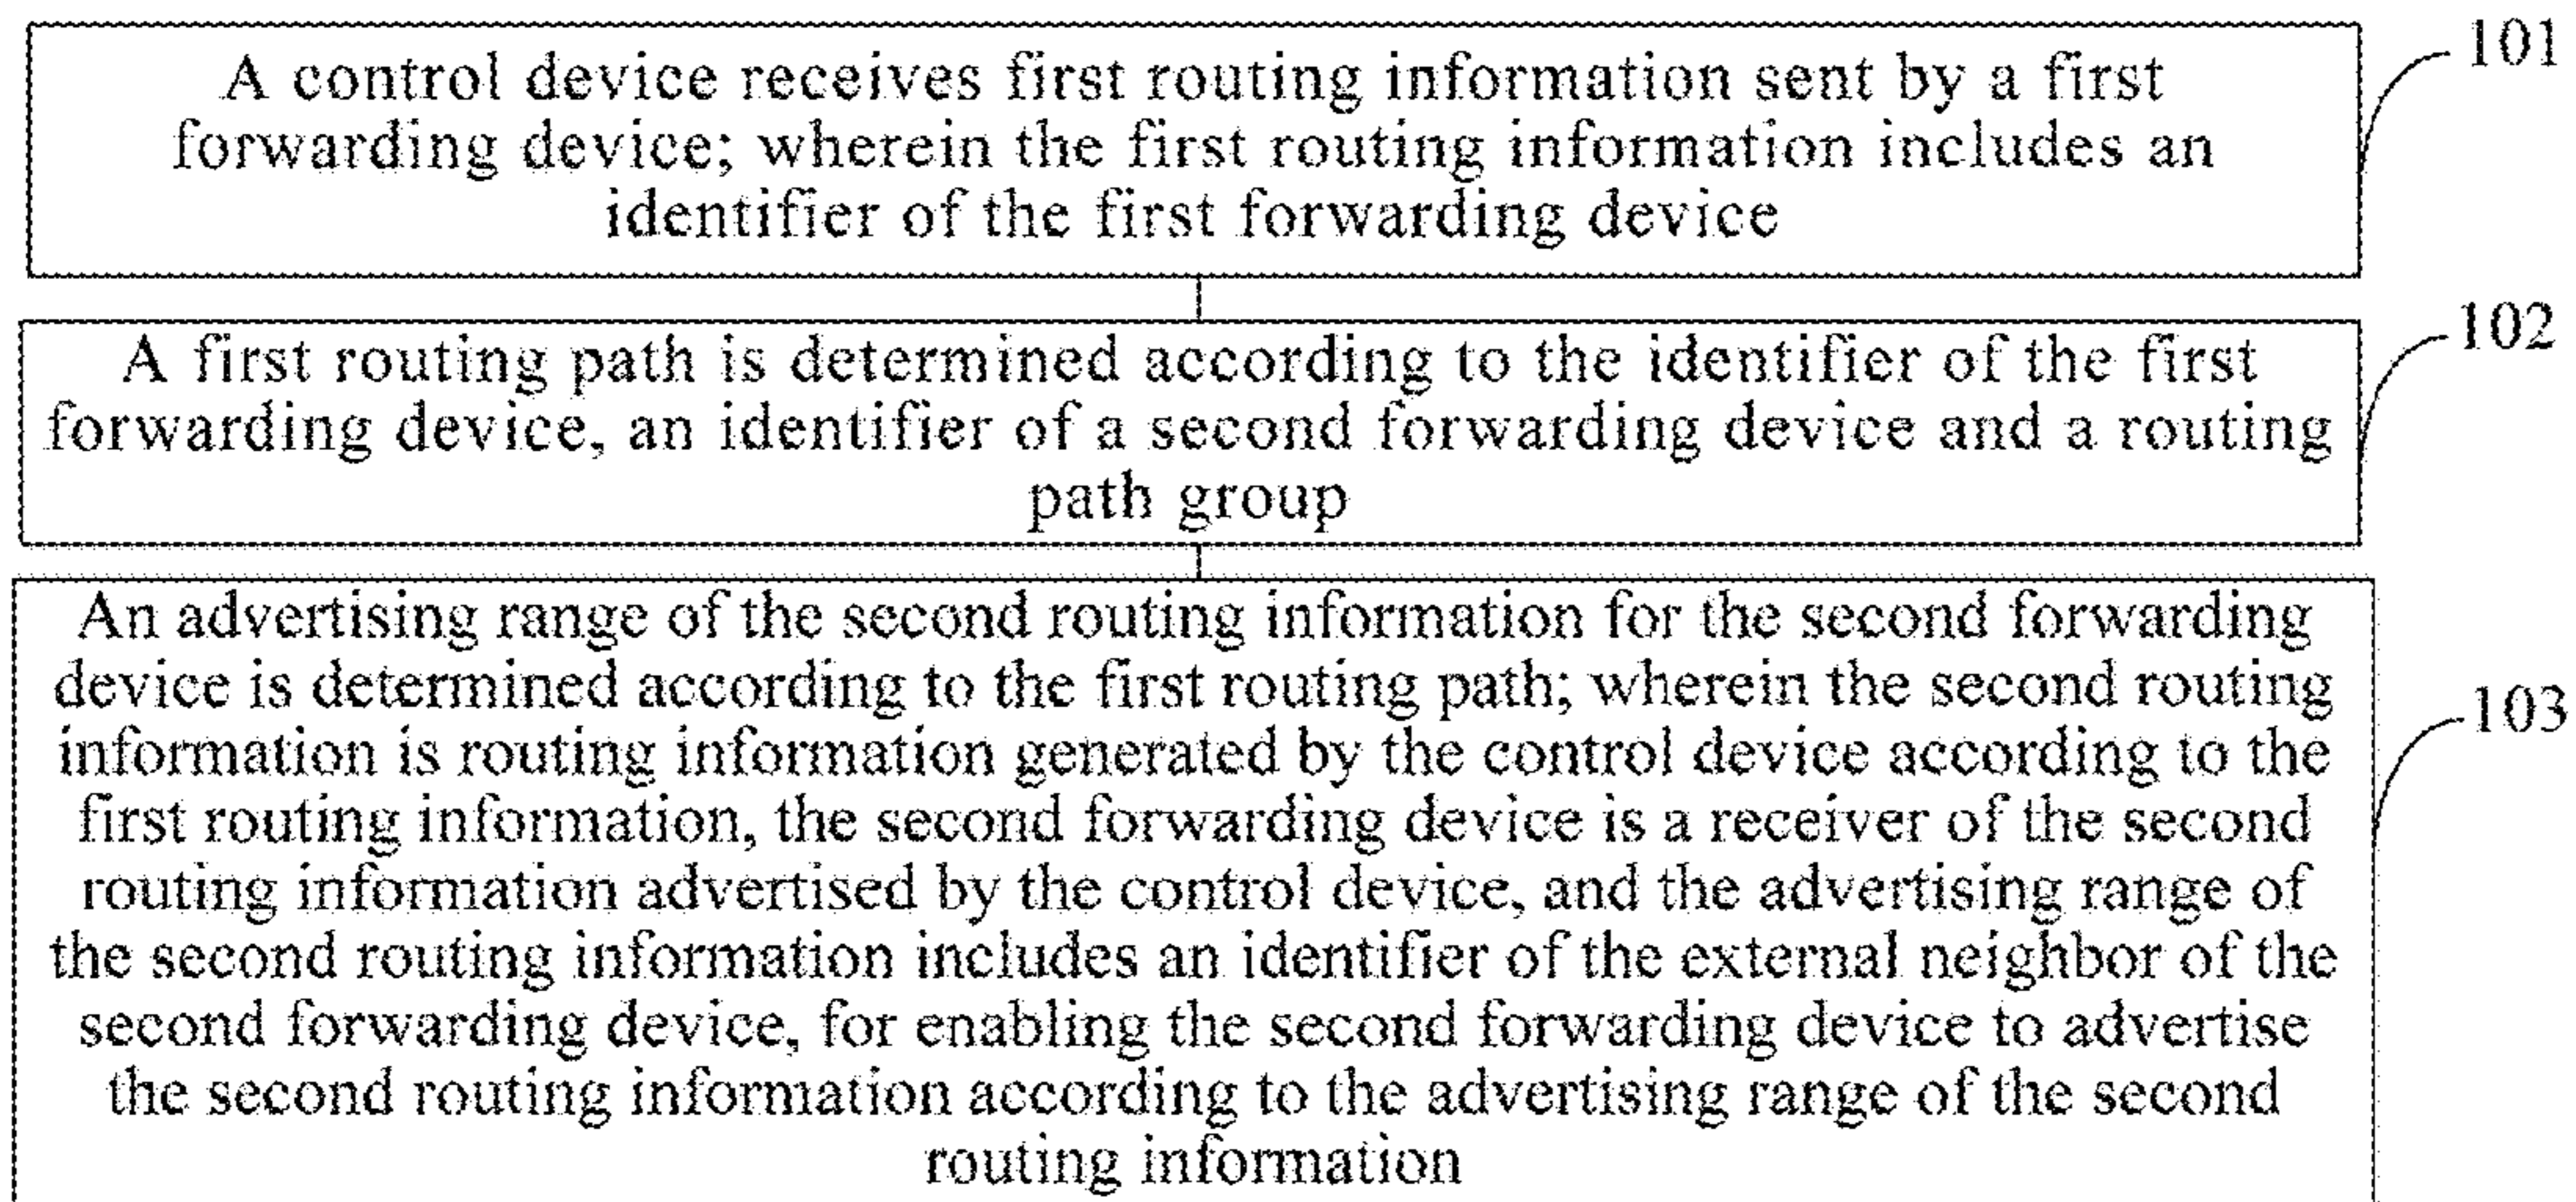 A control device receives first routing information sent by a first
forwarding device; wherein the first routing information includes an
identifier of the first forwarding device
101
A first routing path is determined according to the identifier of the first
forwarding device, an identifier of a second forwarding device and a routing
path group
102
An advertising range of the second routing information for the second forwarding
device is determined according to the first routing path; wherein the second routing
information is routing information generated by the control device according to the
first routing information, the second forwarding device is a receiver of the second
routing information advertised by the control device, and the advertising range of
the second routing information includes an identifier of the external neighbor of the
second forwarding device, for enabling the second forwarding device to advertise
the second routing information according to the advertising range of the second
routing information
103